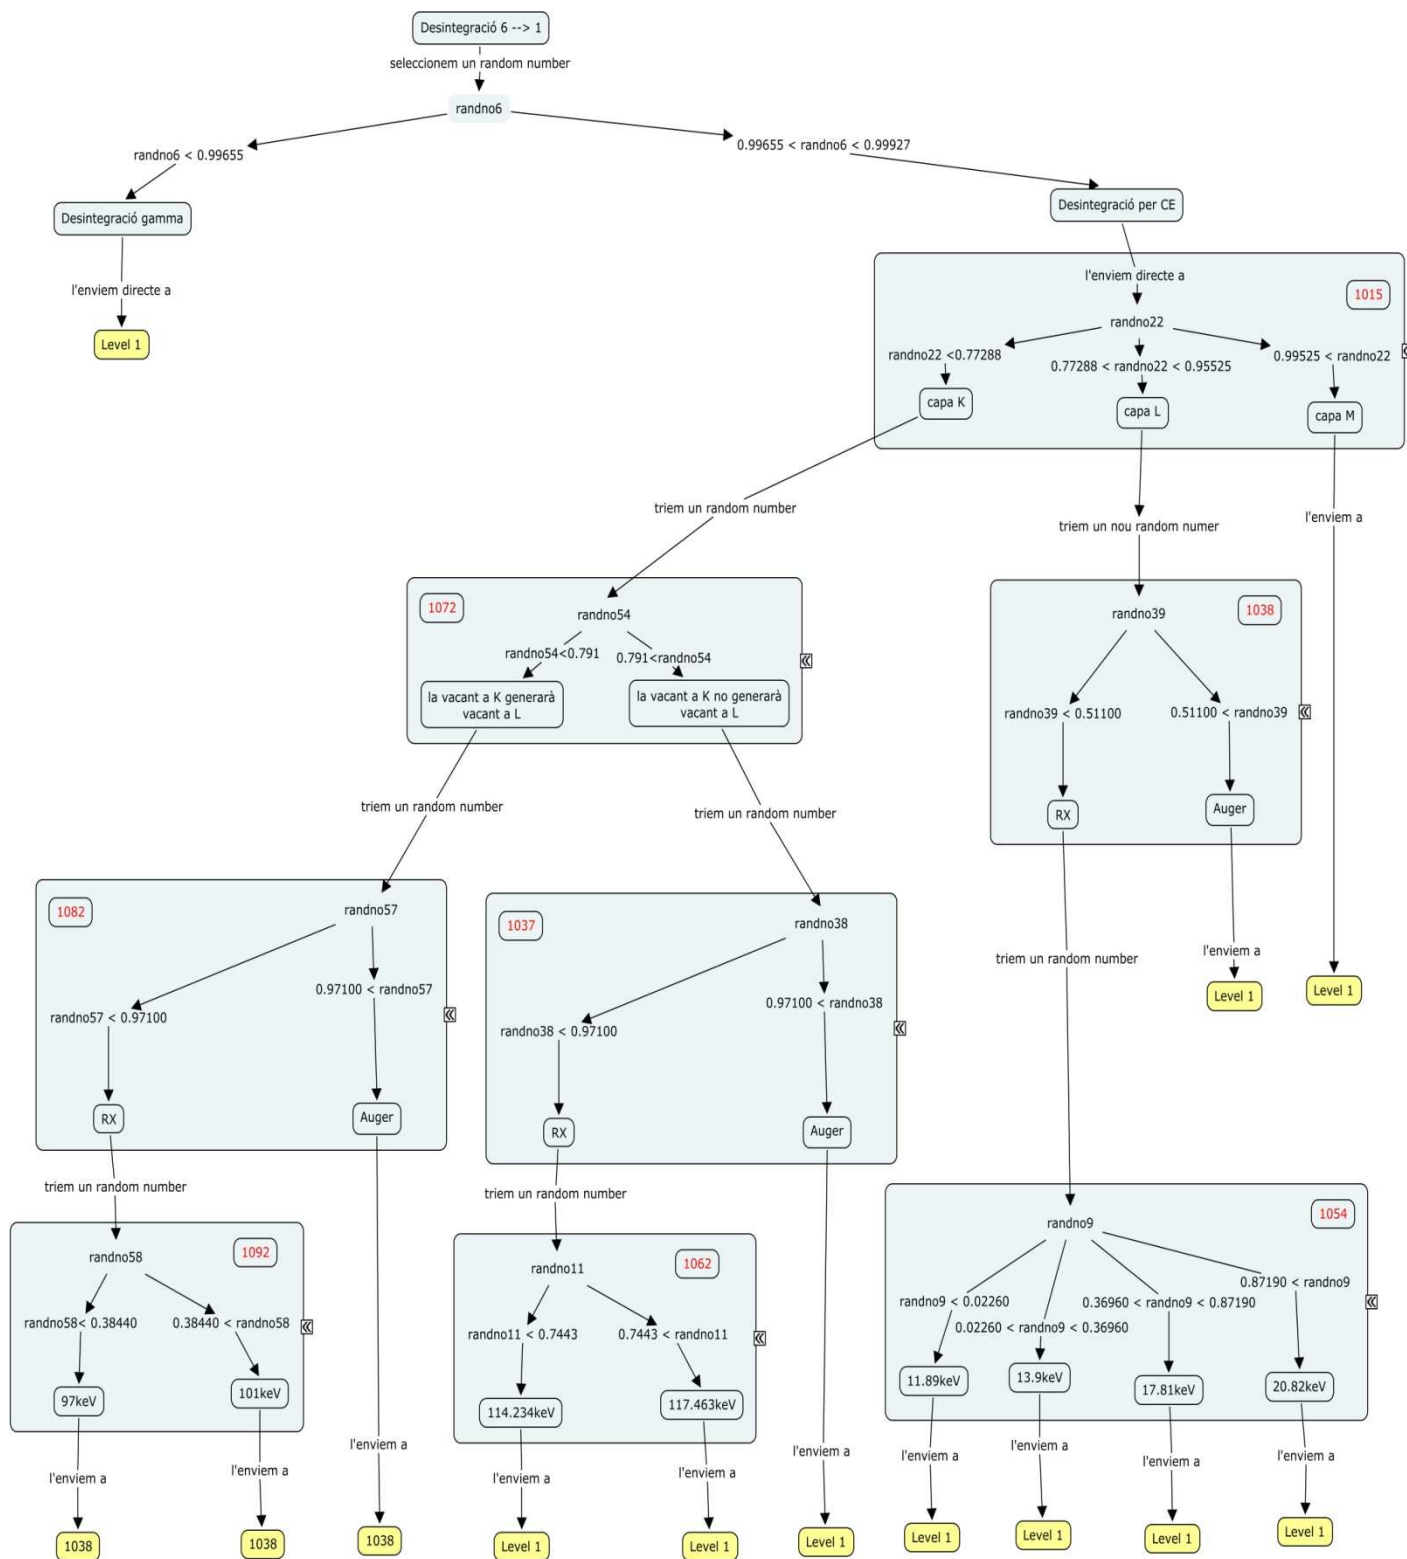 Desintegració 6 --> 1
seleccionem un random number
randno6
randno6 < 0.99655
0.99655 < randno6 < 0.99927
Desintegració gamma
Desintegració per CE
l'enviem directe a
Level 1
l'enviem directe a
1015
randno22
randno22 <0.77288
0.77288 < randno22 < 0.95525
0.99525 < randno22
capa K
capa L
capa M
triem un random number
triem un nou random numer
l'enviem a
1072
randno54
randno54<0.791
0.791<randno54
la vacant a K generarà
vacant a L
la vacant a K no generarà
vacant a L
1038
randno39
randno39 < 0.51100
0.51100 < randno39
RX
Auger
l'enviem a
Level 1
Level 1
triem un random number
triem un random number
triem un random number
1082
randno57
0.97100 < randno57
randno57 < 0.97100
RX
Auger
1037
randno38
0.97100 < randno38
randno38 < 0.97100
RX
Auger
triem un random number
triem un random number
1092
randno58
randno58< 0.38440
0.38440 < randno58
97keV
101keV
l'enviem a
l'enviem a
l'enviem a
1038
1038
1038
1062
randno11
randno11 < 0.7443
0.7443 < randno11
114.234keV
117.463keV
l'enviem a
l'enviem a
l'enviem a
Level 1
Level 1
Level 1
1054
randno9
randno9 < 0.02260
0.02260 < randno9 < 0.36960
0.36960 < randno9 < 0.87190
0.87190 < randno9
11.89keV
13.9keV
17.81keV
20.82keV
l'enviem a
l'enviem a
l'enviem a
l'enviem a
Level 1
Level 1
Level 1
Level 1